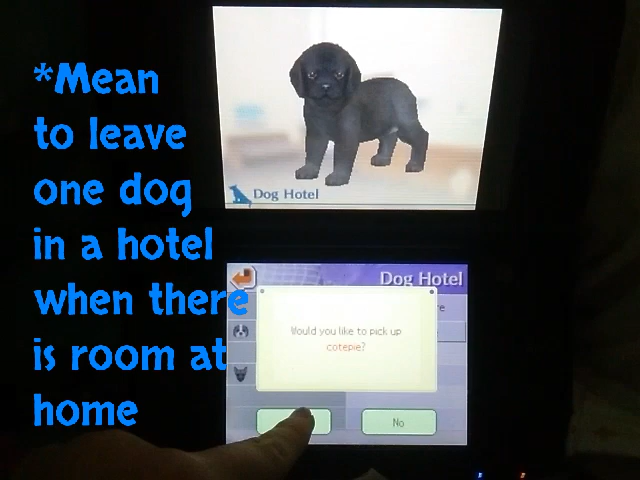 *Mean
to leave
one dog
in a hotel
when there
is room at
home
Dog Hotel
Dog Hotel
Would you like to pick up
cotepie?
No